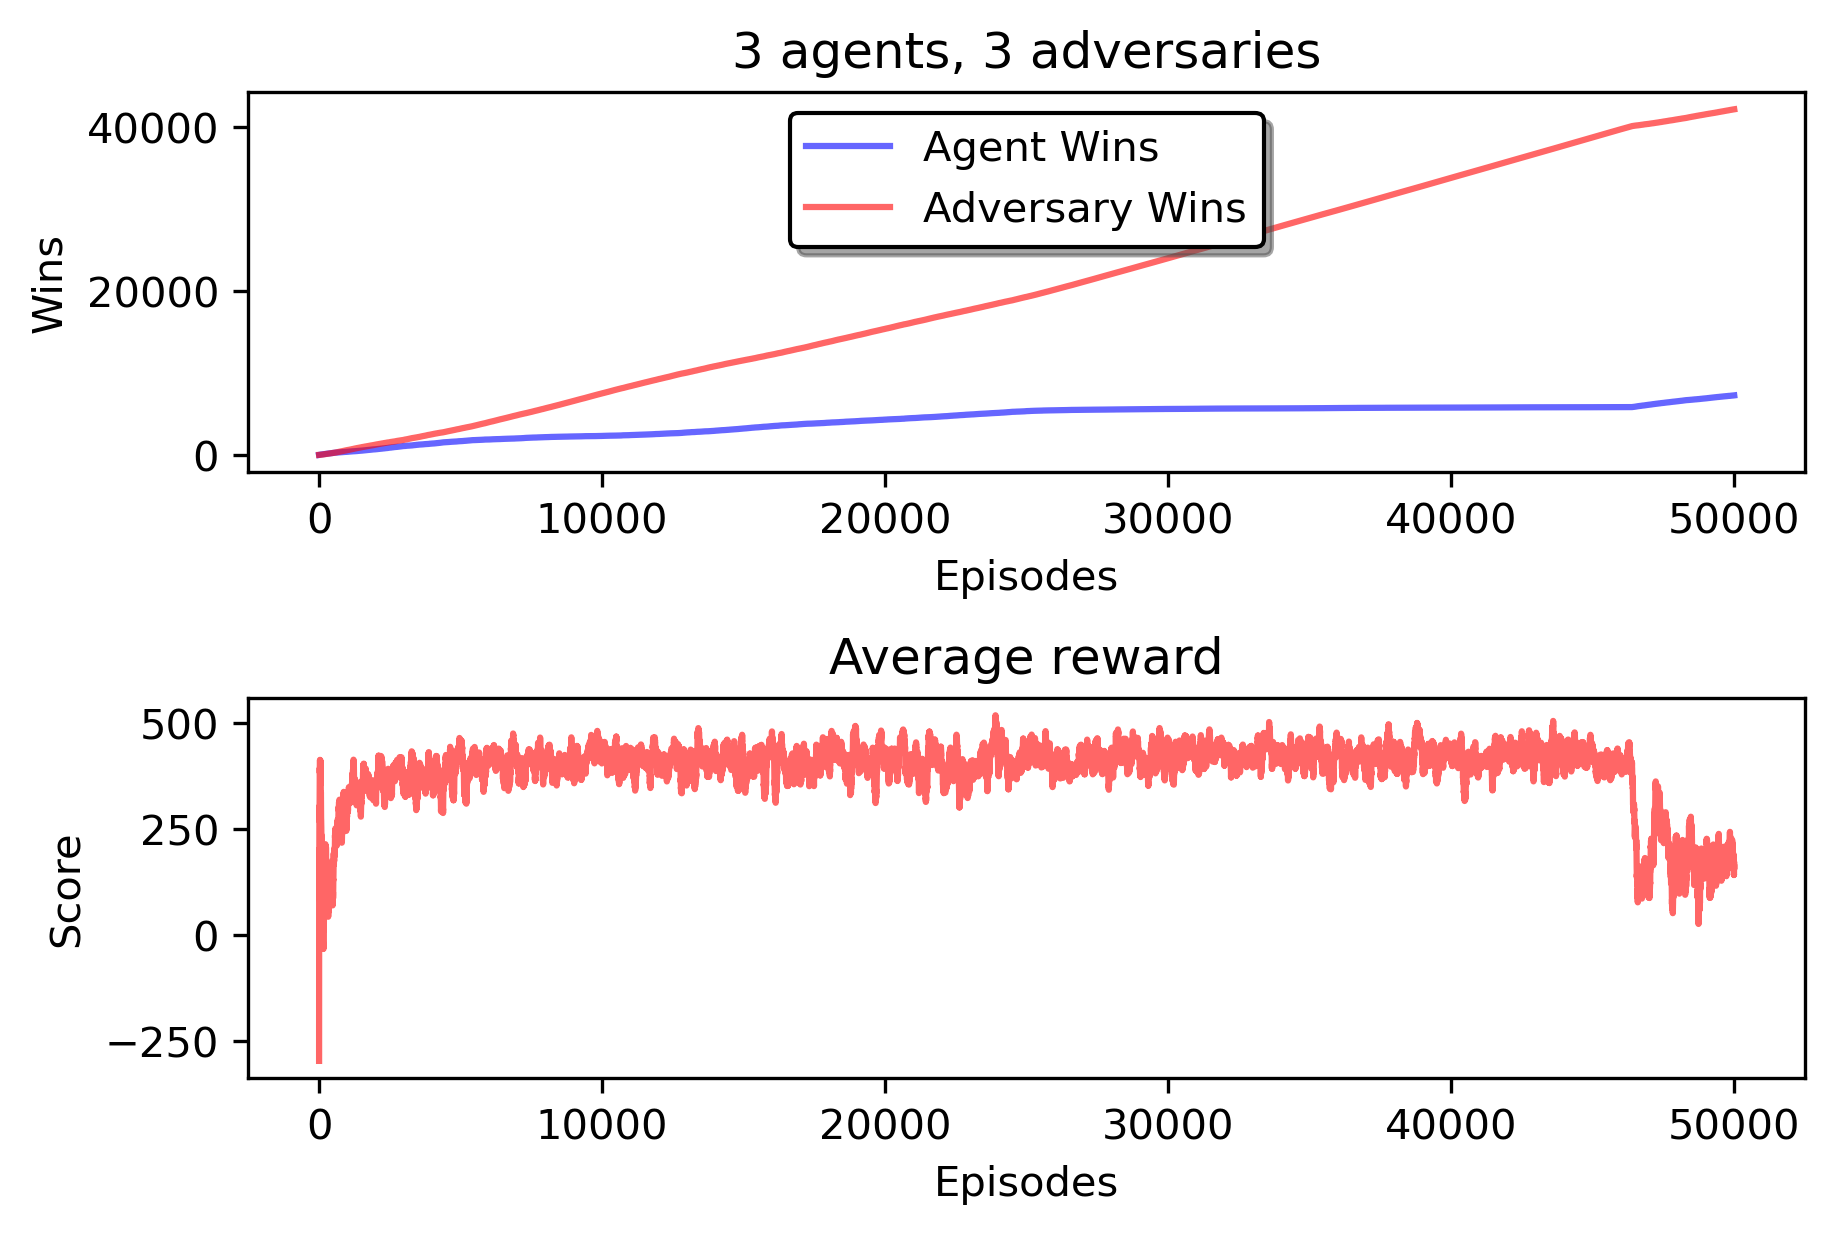 3 agents, 3 adversaries
40000
20000
0
Wins
Agent Wins
Adversary Wins
0 10000 20000 30000 40000 50000
Episodes
Average reward
500
250
0
−250
Score
0 10000 20000 30000 40000 50000
Episodes